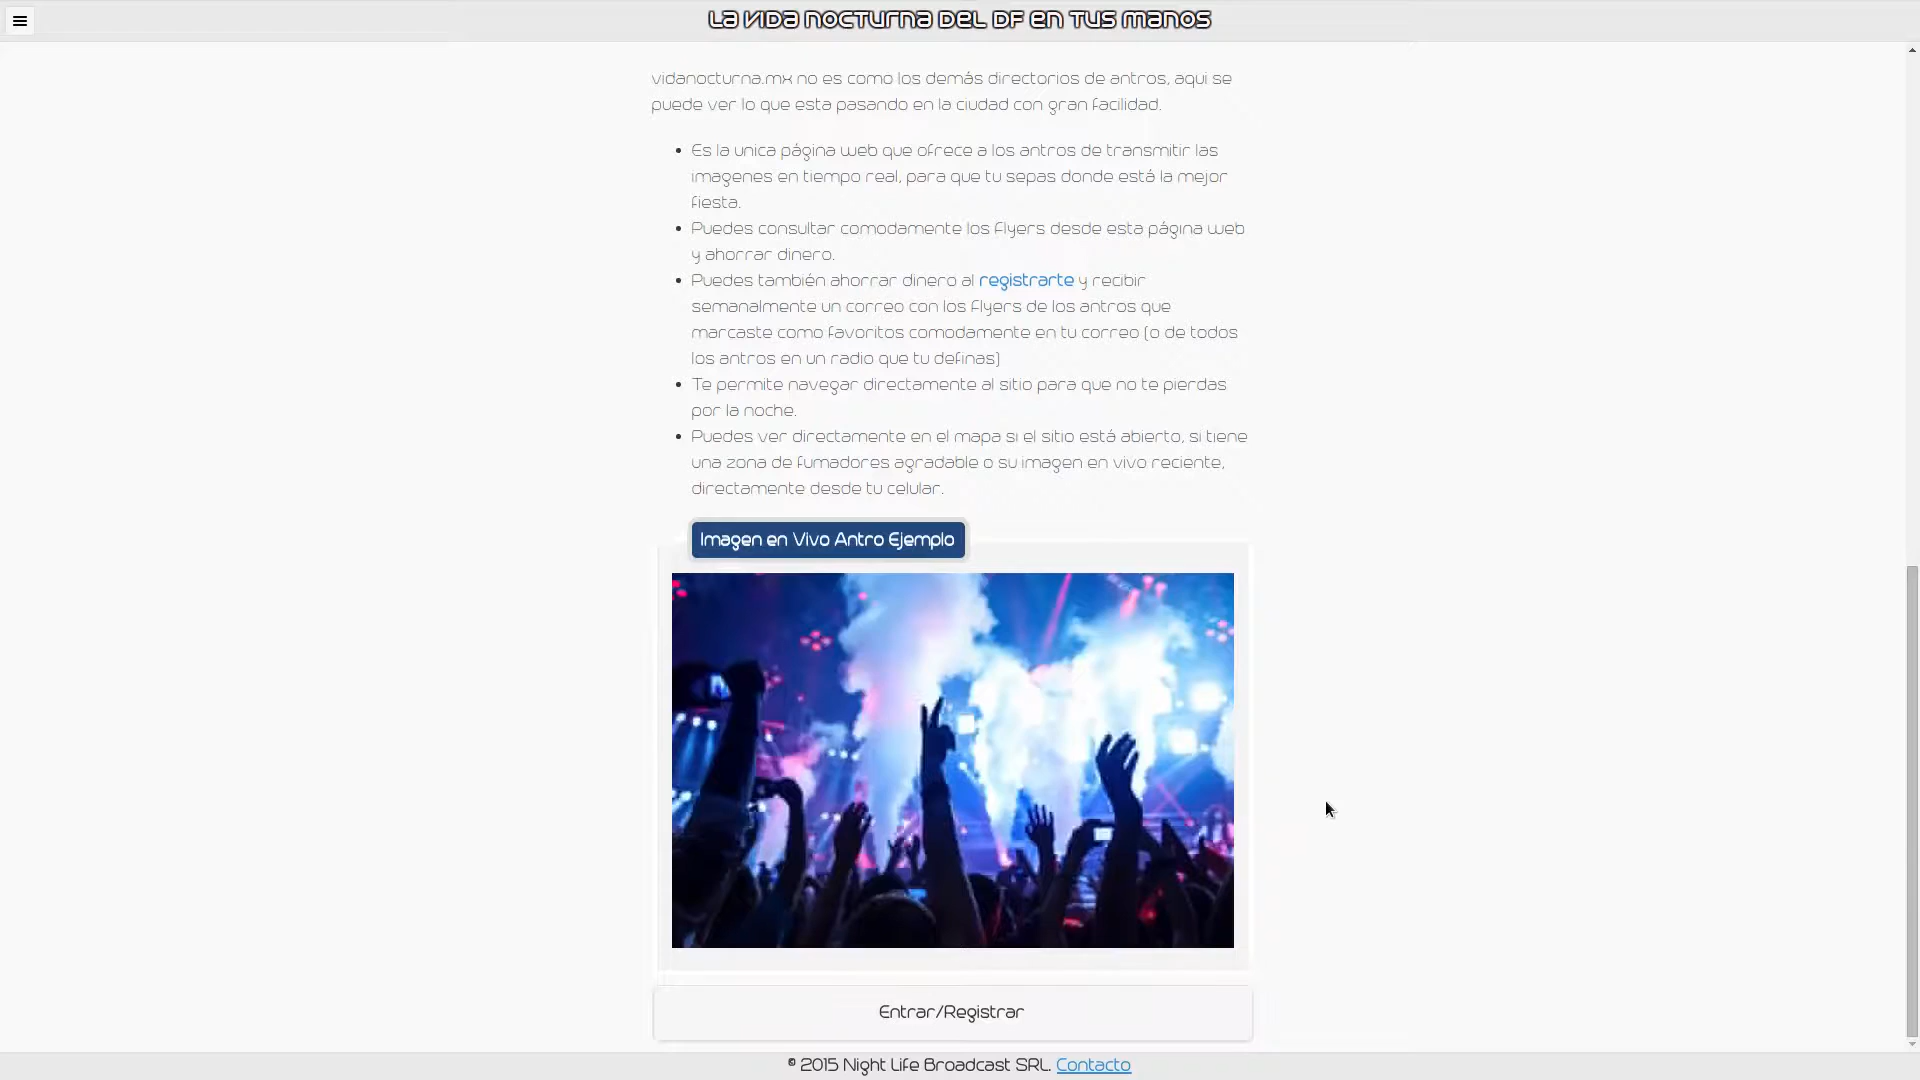 La vida nocturna del DF en tus manos
vidanocturna.mx no es como los demás directorios de antros, aqui se
puede ver lo que esta pasando en la ciudad con gran facilidad.
Es la unica página web que ofrece a los antros de transmitir las
imagenes en tiempo real, para que tu sepas donde está la mejor
fiesta.
Puedes consultar comodamente los flyers desde esta página web
y ahorrar dinero.
Puedes también ahorrar dinero al registrarte y recibir
semanalmente un correo con los flyers de los antros que
marcaste como favoritos comodamente en tu correo (o de todos
los antros en un radio que tu definas)
Te permite navegar directamente al sitio para que no te pierdas
por la noche.
Puedes ver directamente en el mapa si el sitio está abierto, si tiene
una zona de fumadores agradable o su imagen en vivo reciente,
directamente desde tu celular.
Imagen en Vivo Antro Ejemplo
Entrar/Registrar
© 2015 Night Life Broadcast SRL. Contacto